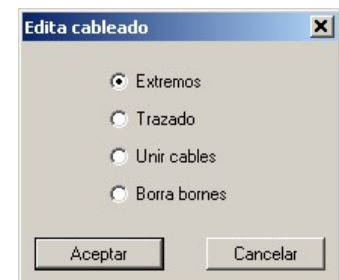 Edita cableado
Extremos
Trazado
Unir cables
Borra bornes
Aceptar Cancelar